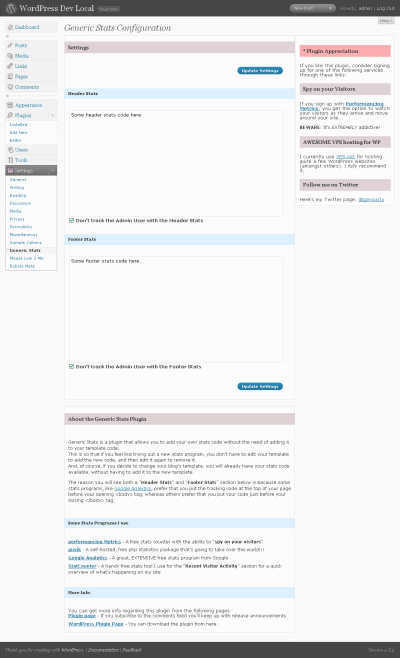 WordPress Dev Local
New Post
Howdy, admin | Log Out
Help
Dashboard
Posts
Media
Links
Pages
Comments
Appearance
Plugins
Installed
Add New
Editor
Users
Tools
Settings
General
Writing
Reading
Discussion
Media
Privacy
Permalinks
Miscellaneous
Sample Options
Generic Stats
Please Link 2 Me
Robots Meta
Generic Stats Configuration
Settings
Update Settings
Header Stats
Some header stats code here
Don't track the Admin User with the Header Stats
Footer Stats
Some footer stats code here.
Don't track the Admin User with the Footer Stats
Update Settings
About the Generic Stats Plugin
Generic Stats is a plugin that allows you to add your own stats code without the need of adding it
to your template code.
This is so that if you feel like trying out a new stats program, you don't have to edit your template
to add the new code, and then edit it again to remove it.
And, of course, if you decide to change your blog's template, you will already have your stats code
available, without having to add it to the new template.
The reason you will see both a "Header Stats" and "Footer Stats" section below is because some
stats programs, like Google Analytics, prefer that you put the tracking code at the top of your page
before your opening <body> tag, whereas others prefer that you put your code just before your
closing </body> tag.
Some Stats Programs I use
performancing Metrics - A free stats counter with the ability to "spy on your visitors"
piwik - A self-hosted, free php statistics package that's going to take over the world!!!
Google Analytics - A great, EXTENSIVE free stats program from Google
StatCounter - A hands free stats tool I use for the "Recent Visitor Activity" section for a quick
overview of what's happening on my site
More Info
You can get more info regarding this plugin from the following pages:
Plugin page - If you subscribe to the comments feed you'll keep up with release announcements
WordPress Plugin Page - You can download the plugin from here.
* Plugin Appreciation
If you like this plugin, consider signing
up for one of the following services
through these links:
Spy on your Visitors
If you sign up with Performancing
Metrics, you get the option to watch
your visitors as they arrive and move
around your site.
BEWARE: It's EXTREMELY addictive!
AWESOME VPS hosting for WP
I currently use VPS.net for hosting
quite a few WordPress websites
(amongst others). I fully recommend
it.
Follow me on Twitter
Here's my Twitter page: @genosity
Thank you for creating with WordPress. | Documentation | Feedback